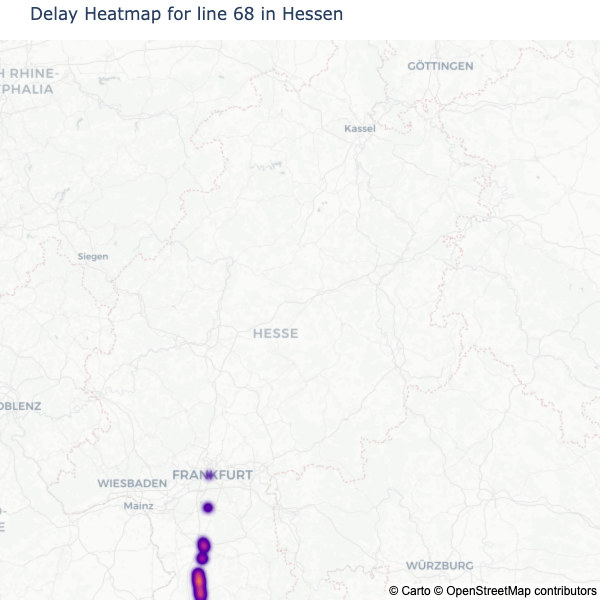 Delay Heatmap for line 68 in Hessen
GÖTTINGEN
H RHINE-
TPHALIA
Kassel
Siegen
HESSE
OBLENZ
FRANKFURT
WIESBADEN
Mainz
D-
E
WÜRZBURG
© Carto © OpenStreetMap contributors